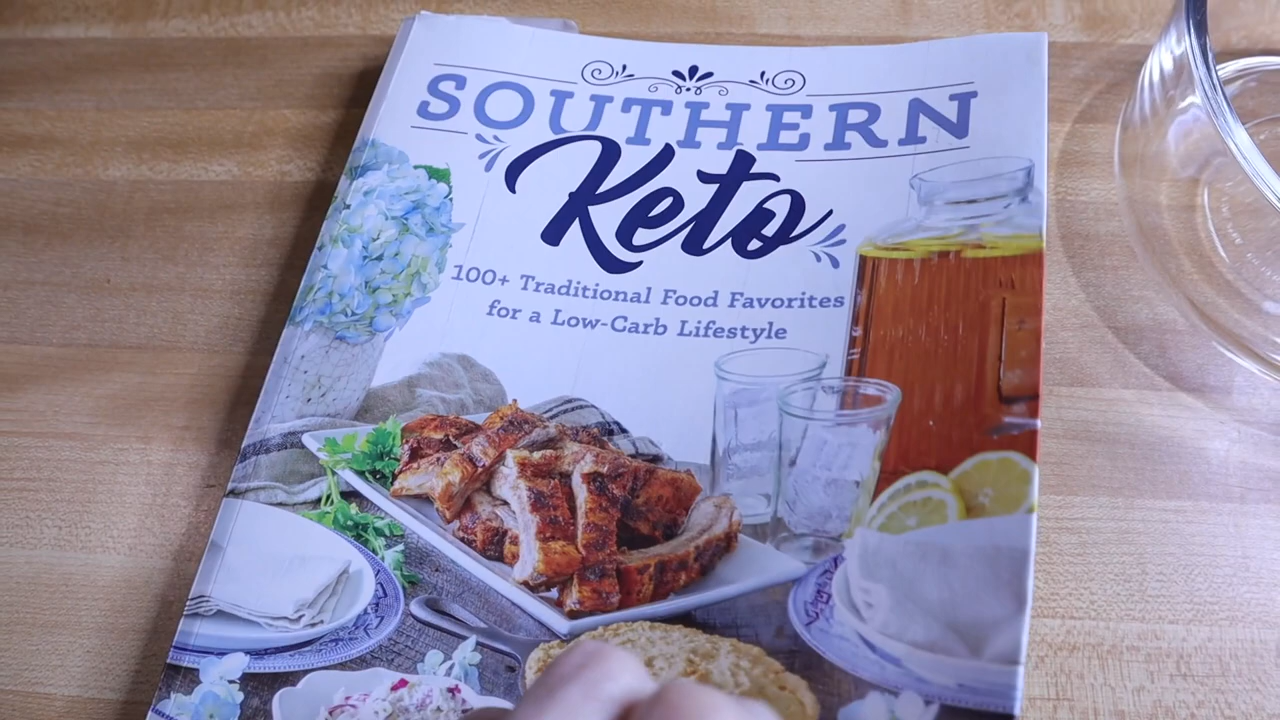 SOUTHERN
Keto
100+ Traditional Food Favorites
for a Low-Carb Lifestyle